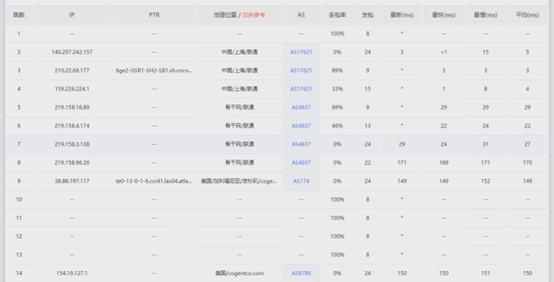 跳数 IP PTR 地理位置 / 仅供参考 AS 丢包率 发包 最新(ms) 最快(ms) 最慢(ms) 平均(ms)
1 -- -- -- -- 100% 8 * -- -- --
2 140.207.242.157 -- 中国/上海/联通 AS17621 0% 24 3 <1 15 5
3 210.22.66.177 6ge2-GSR1-SH2-SB1.sh.cncn... 中国/上海/联通 AS17621 89% 9 * 3 3 3
4 139.226.224.1 -- 中国/上海/联通 AS17621 33% 15 * 1 8 4
5 219.158.16.89 -- 骨干网/联通 AS4837 89% 9 * 29 29 29
6 219.158.4.174 -- 骨干网/联通 AS4837 46% 13 * 22 24 22
7 219.158.3.138 -- 骨干网/联通 AS4837 0% 24 29 24 31 27
8 219.158.96.26 -- 骨干网/联通 AS4837 0% 22 171 169 171 170
9 38.88.197.117 te0-13-0-1-6.ccr41.lax04.atla... 美国/加利福尼亚/洛杉矶/coge... AS174 0% 24 149 149 152 149
10 -- -- -- -- 100% 8 * -- -- --
11 -- -- -- -- 100% 8 * -- -- --
12 -- -- -- -- 100% 8 * -- -- --
13 -- -- -- -- 100% 8 * -- -- --
14 154.19.127.1 -- 美国/cogentco.com AS8796 0% 24 150 150 151 150